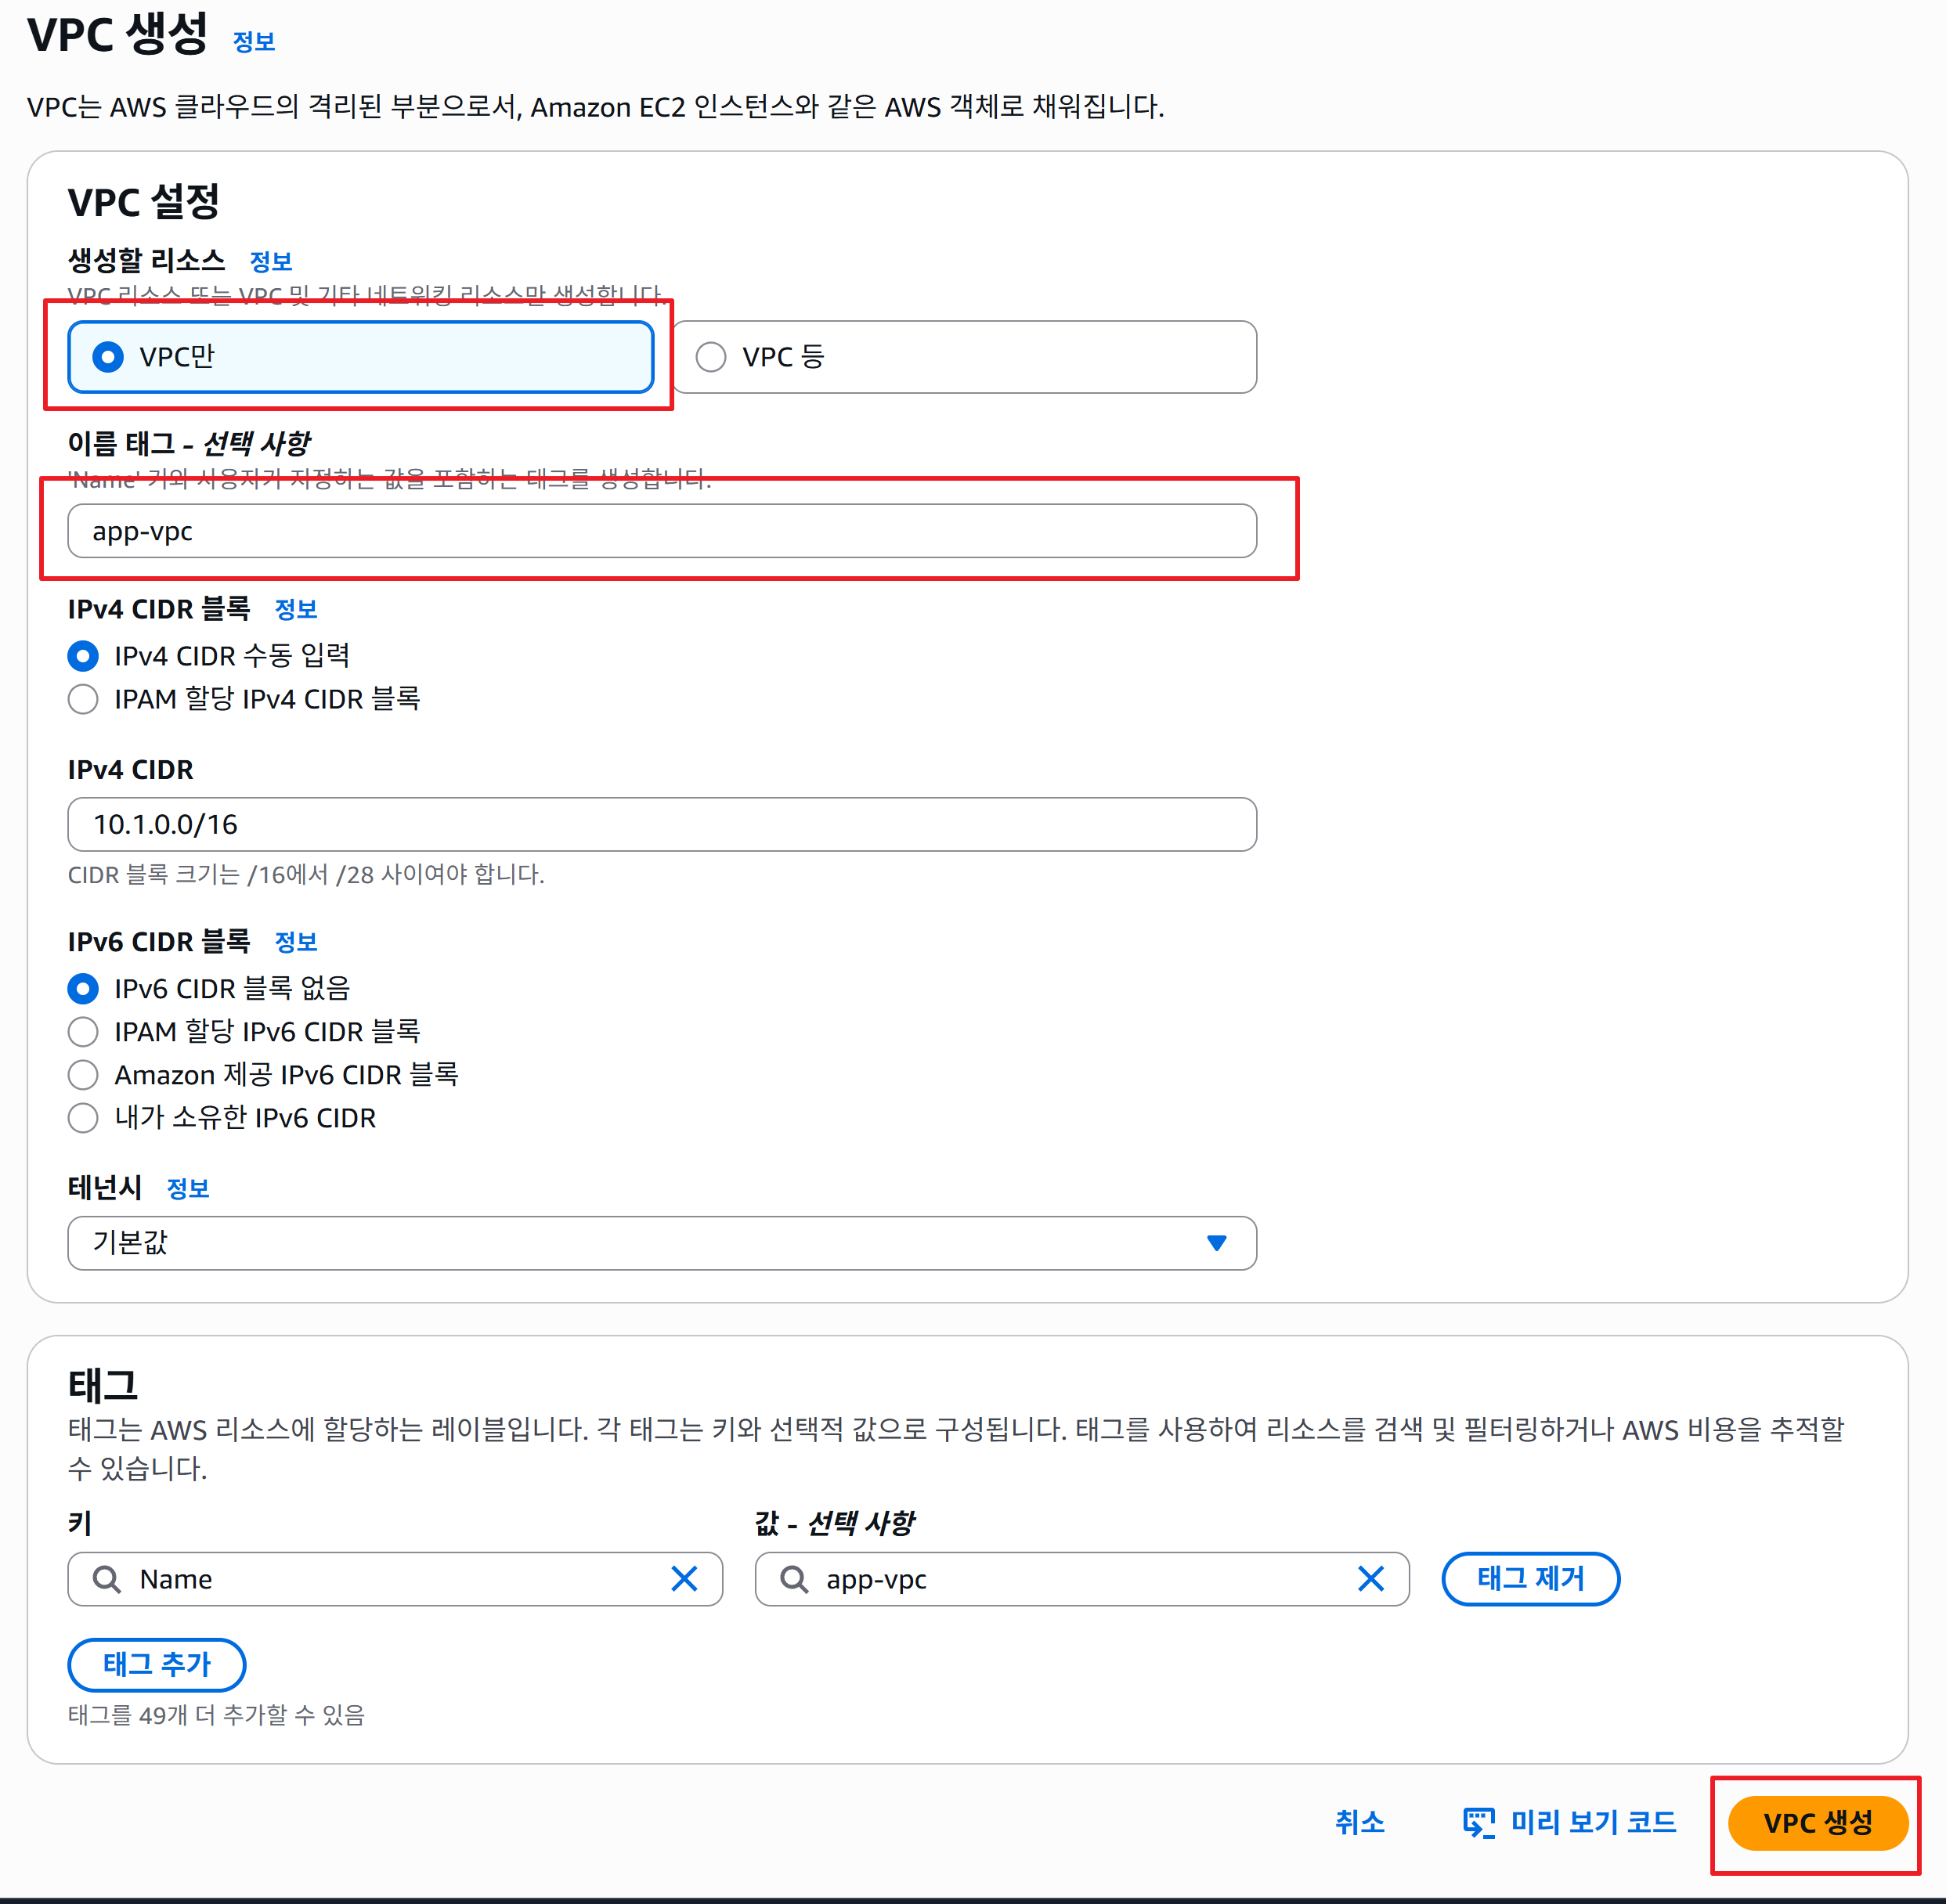 VPC 생성 정보
VPC는 AWS 클라우드의 격리된 부분으로서, Amazon EC2 인스턴스와 같은 AWS 객체로 채워집니다.
VPC 설정
생성할 리소스 정보
VPC 리소스 또는 VPC 및 기타 네트워킹 리소스만 생성합니다.
VPC만 VPC 등
이름 태그 - 선택 사항
'Name' 키와 사용자가 지정하는 값을 포함하는 태그를 생성합니다.
app-vpc
IPv4 CIDR 블록 정보
IPv4 CIDR 수동 입력
IPAM 할당 IPv4 CIDR 블록
IPv4 CIDR
10.1.0.0/16
CIDR 블록 크기는 /16에서 /28 사이여야 합니다.
IPv6 CIDR 블록 정보
IPv6 CIDR 블록 없음
IPAM 할당 IPv6 CIDR 블록
Amazon 제공 IPv6 CIDR 블록
내가 소유한 IPv6 CIDR
테넌시 정보
기본값
태그
태그는 AWS 리소스에 할당하는 레이블입니다. 각 태그는 키와 선택적 값으로 구성됩니다. 태그를 사용하여 리소스를 검색 및 필터링하거나 AWS 비용을 추적할
수 있습니다.
키 값 - 선택 사항
Name app-vpc 태그 제거
태그 추가
태그를 49개 더 추가할 수 있음
취소 미리 보기 코드 VPC 생성